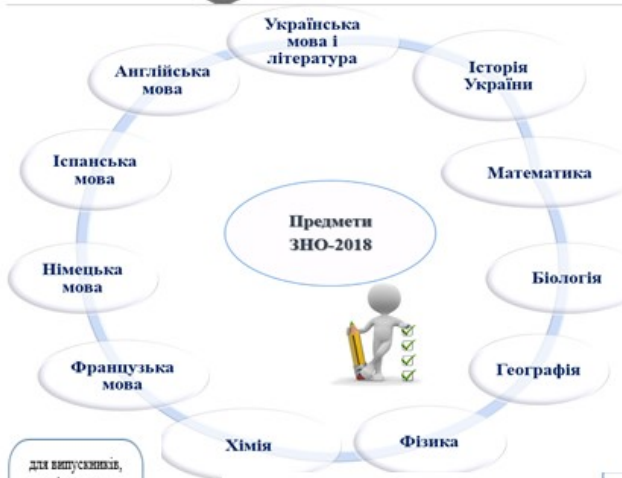 Українська
мова і
література
Історія
України
Математика
Біологія
Географія
Фізика
Хімія
Французька
мова
Німецька
мова
Іспанська
мова
Англійська
мова
Предмети
ЗНО-2018
для випускників,